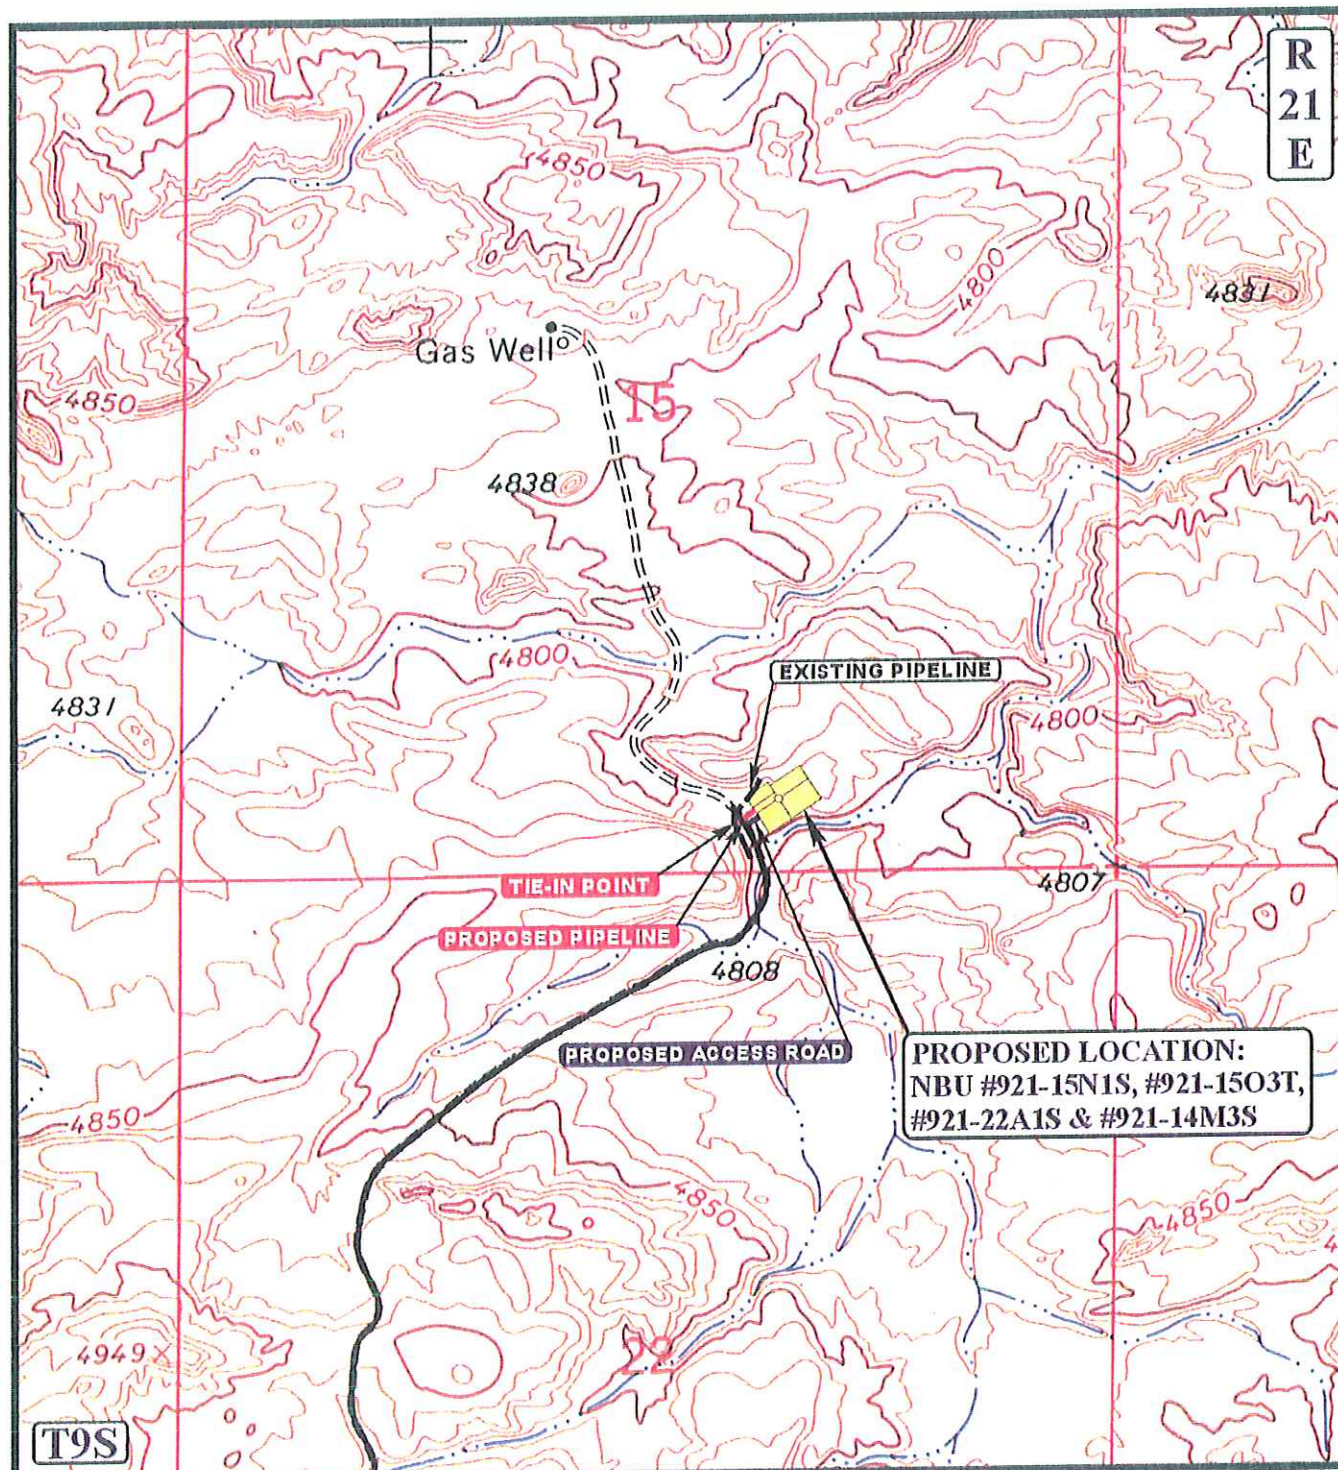 R
21
E
4850
4800
4831
Gas Well
15
4850
4838
4800
EXISTING PIPELINE
4831
4800
TIE-IN POINT
4807
PROPOSED PIPELINE
4808
PROPOSED ACCESS ROAD
PROPOSED LOCATION:
NBU #921-15N1S, #921-15O3T,
#921-22A1S & #921-14M3S
4850
4850
4850
22
4949
T9S